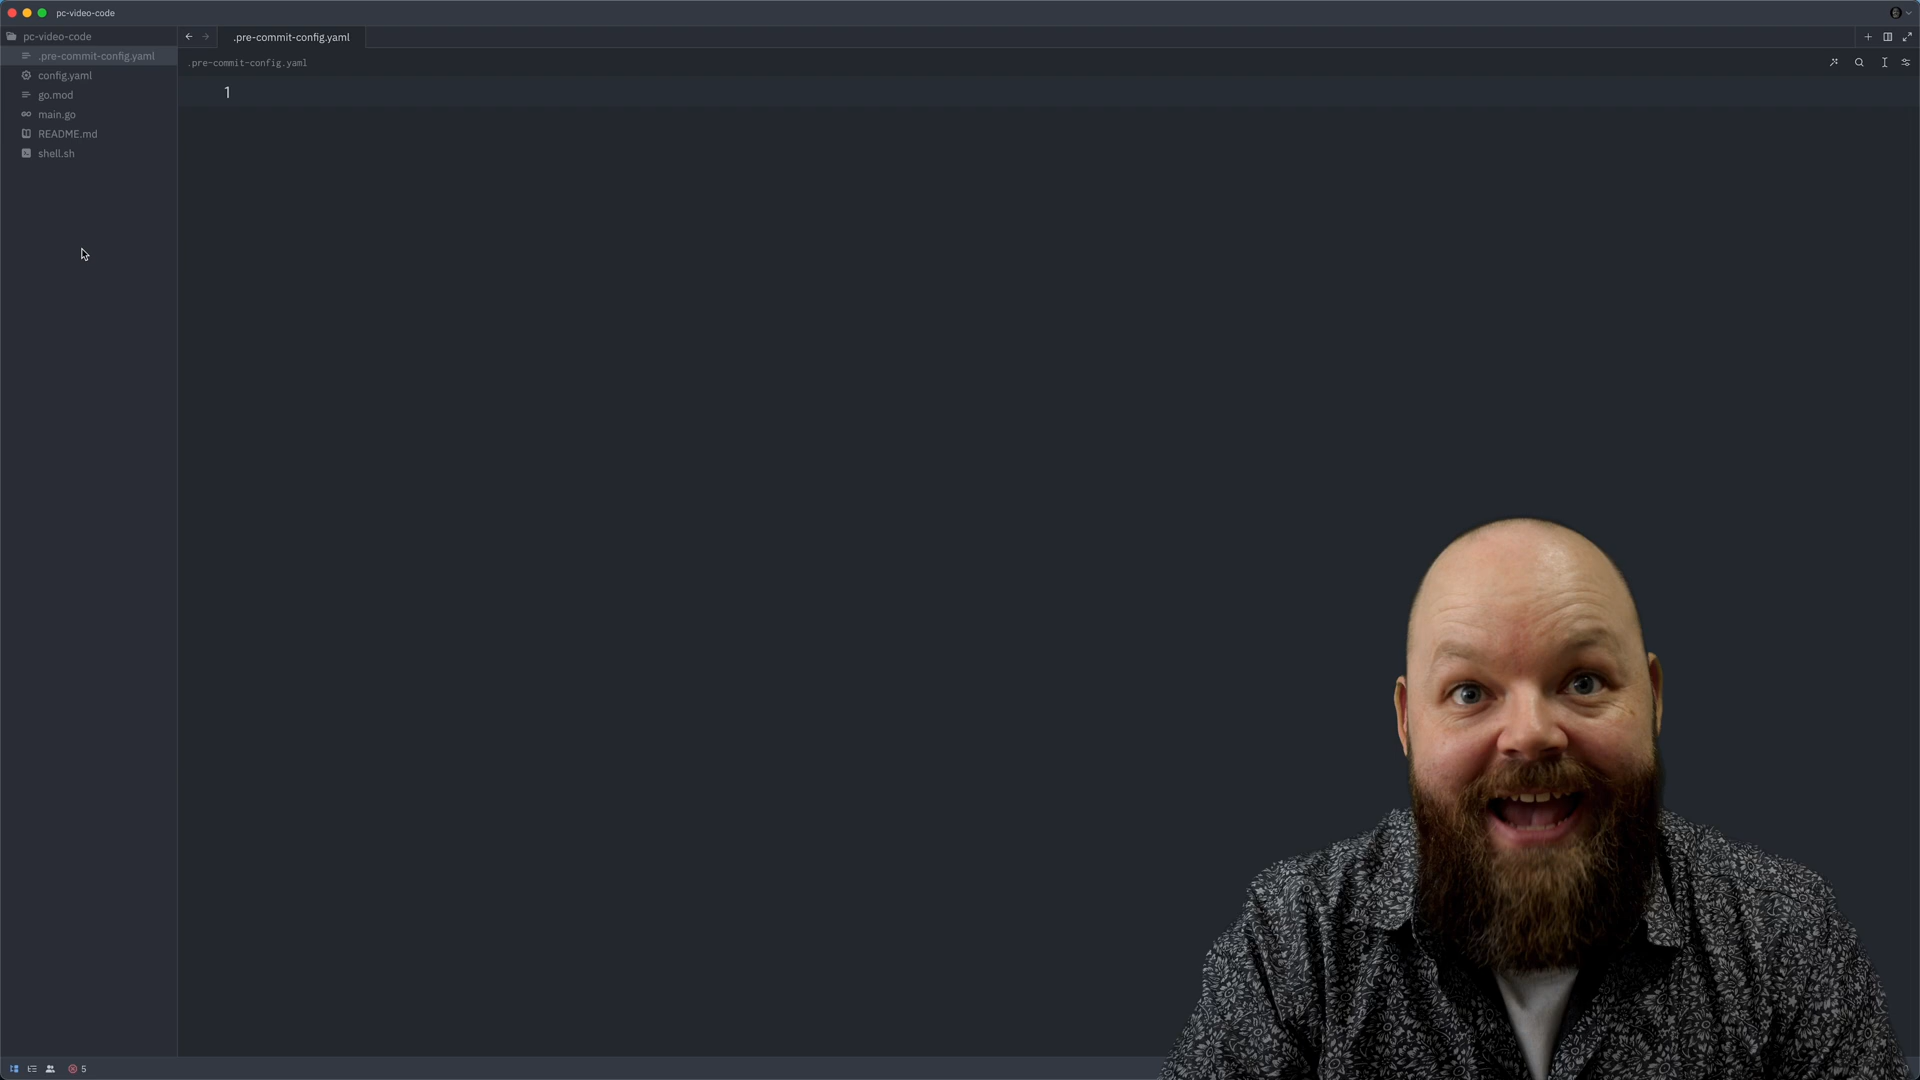 pc-video-code
pc-video-code
.pre-commit-config.yaml
config.yaml
go.mod
main.go
README.md
shell.sh
.pre-commit-config.yaml
.pre-commit-config.yaml
1
5